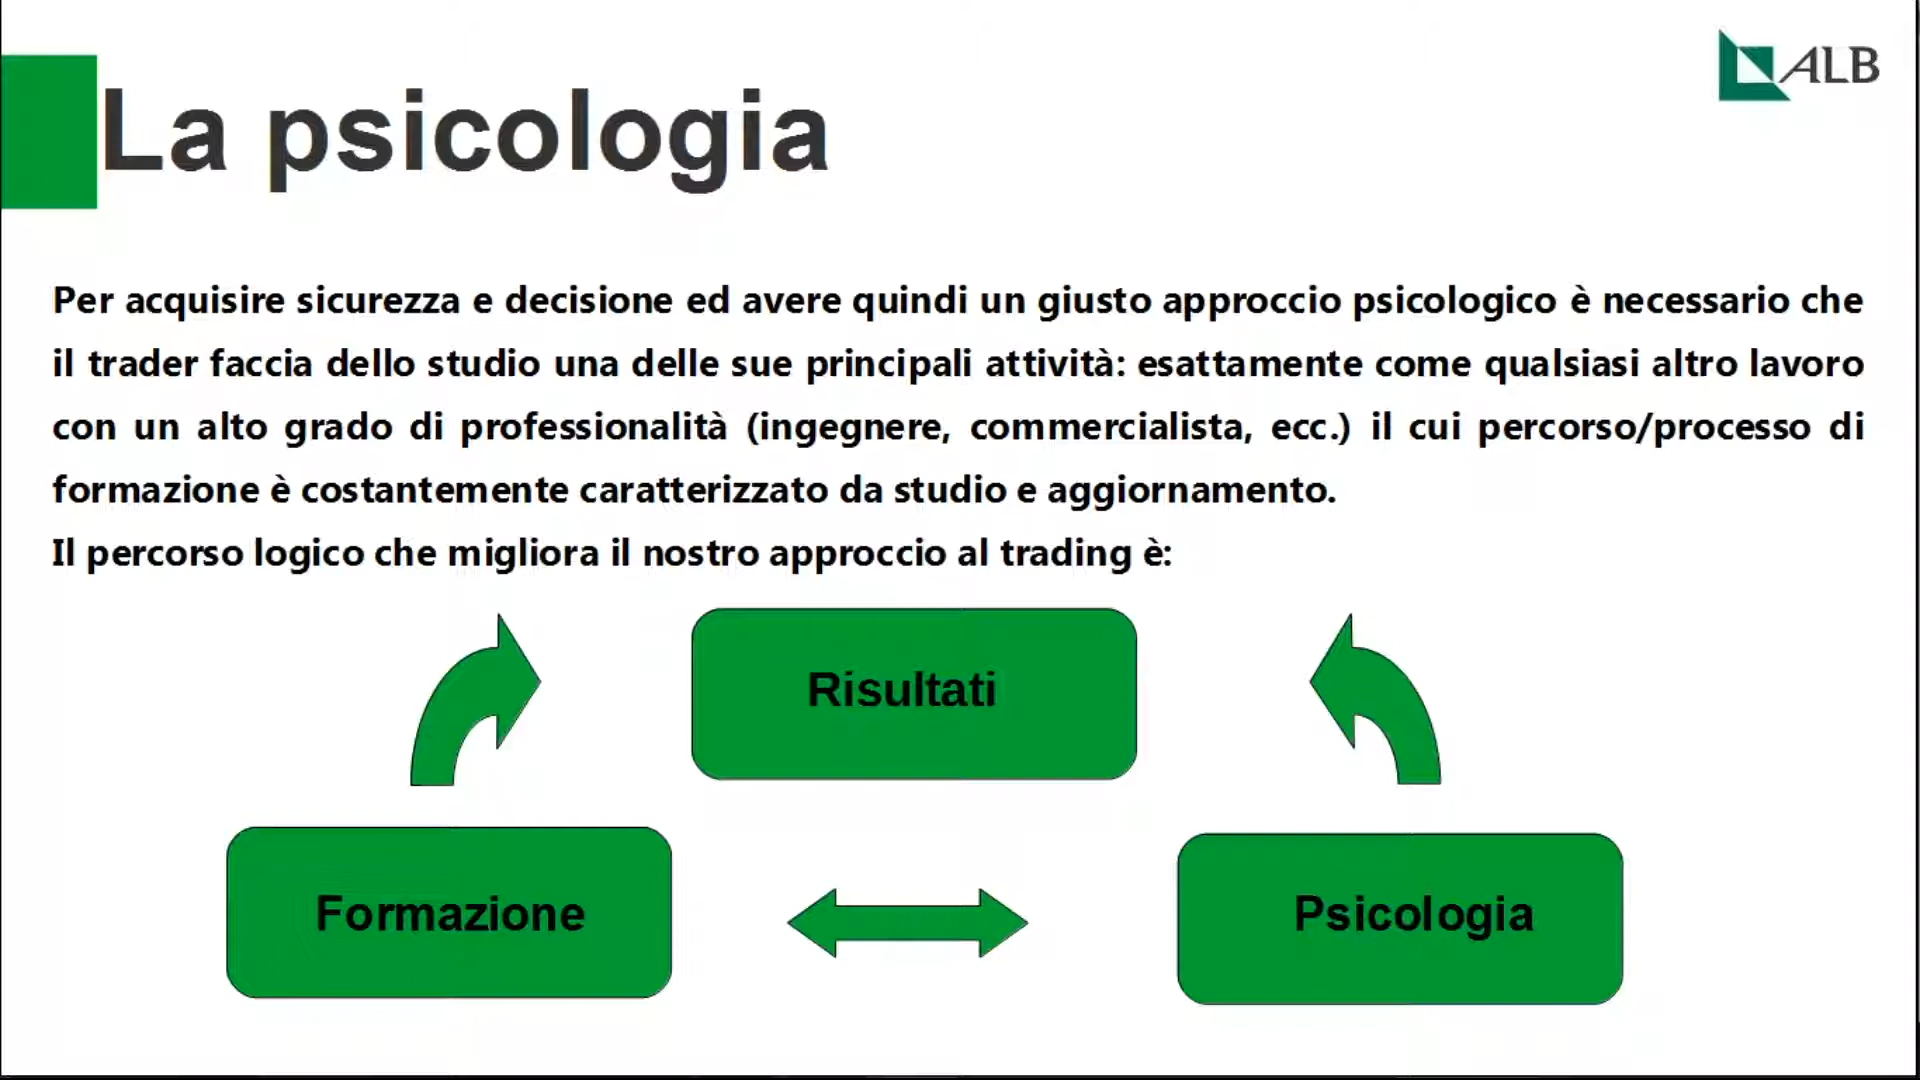 ALB
La psicologia
Per acquisire sicurezza e decisione ed avere quindi un giusto approccio psicologico è necessario che
il trader faccia dello studio una delle sue principali attività: esattamente come qualsiasi altro lavoro
con un alto grado di professionalità (ingegnere, commercialista, ecc.) il cui percorso/processo di
formazione è costantemente caratterizzato da studio e aggiornamento.
Il percorso logico che migliora il nostro approccio al trading è:
Risultati
Formazione
Psicologia